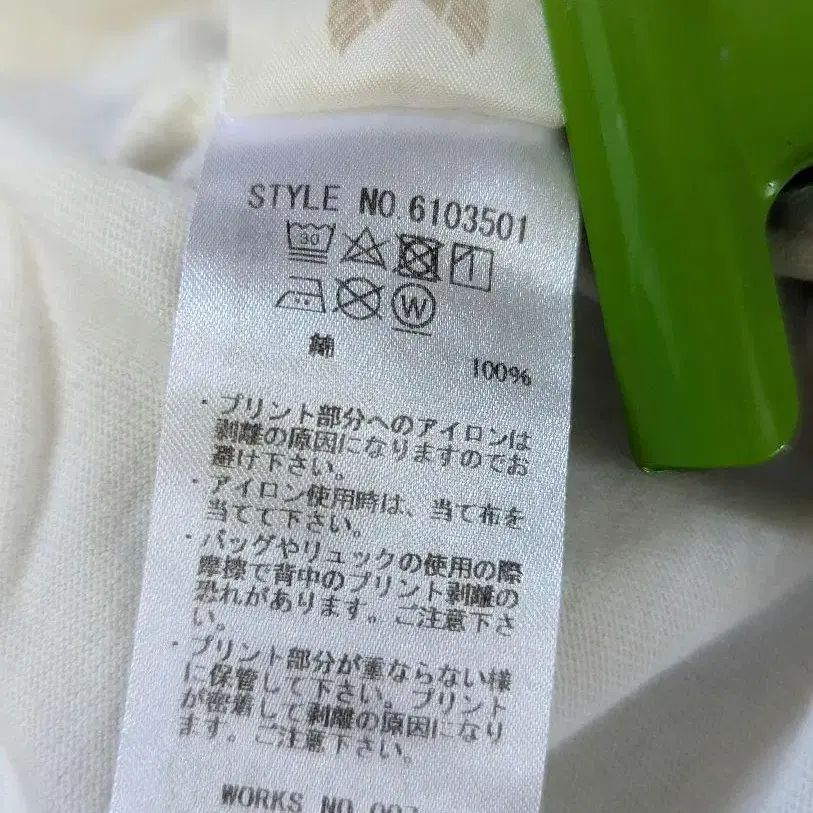 STYLE NO.6103501
30
W
綿 100%
・プリント部分へのアイロンは
剥離の原因になりますのでお
避け下さい。
・アイロン使用時は、当て布を
当てて下さい。
・バッグやリュックの使用の際
摩擦で背中のプリント剥離の
恐れがあります。ご注意下さ
い。
・プリント部分が重ならない様
に保管して下さい。プリント
が密着して剥離の原因になり
ます。ご注意下さい。
WORKS NO.